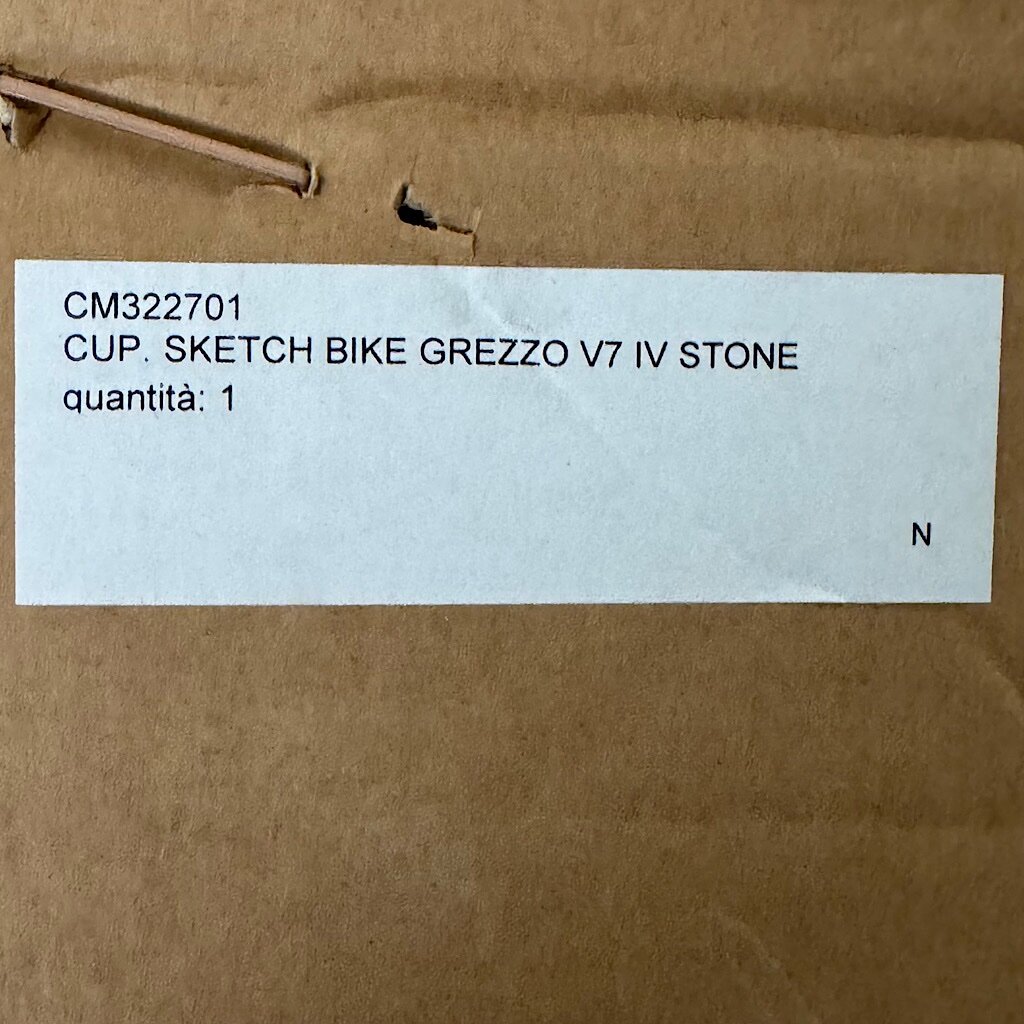 CM322701
CUP. SKETCH BIKE GREZZO V7 IV STONE
quantità: 1
N